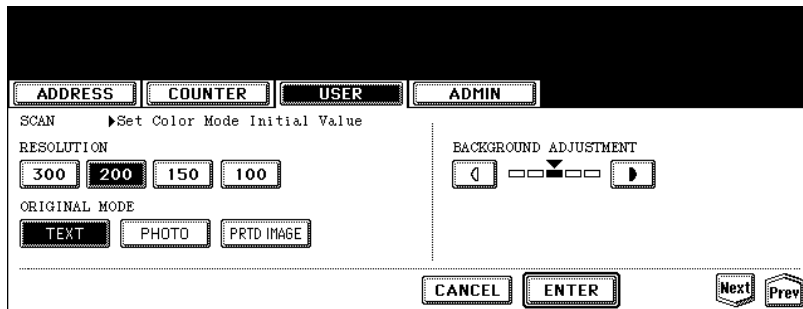 ADDRESS COUNTER USER ADMIN
SCAN ▶Set Color Mode Initial Value
RESOLUTION
300 200 150 100
BACKGROUND ADJUSTMENT
ORIGINAL MODE
TEXT PHOTO PRTD IMAGE
CANCEL ENTER Next Prev